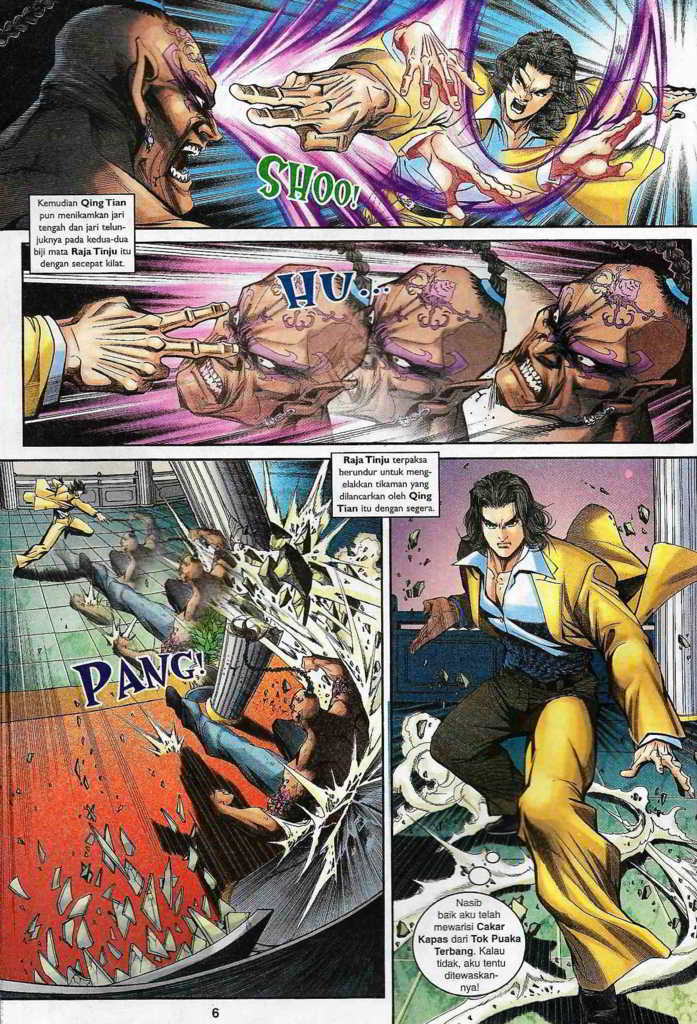 SHOO!
Kemudian Qing Tian
pun menikamkan jari
tengah dan jari telun-
juknya pada kedua-dua
biji mata Raja Tinju itu
dengan secepat kilat.
HU...
Raja Tinju terpaksa
berundur untuk meng-
elakkan tikaman yang
dilancarkan oleh Qing
Tian itu dengan segera.
PANG!
Nasib
baik aku telah
mewarisi Cakar
Kapas dari Tok Puaka
Terbang. Kalau
tidak, aku tentu
ditewaskan-
nya!
6